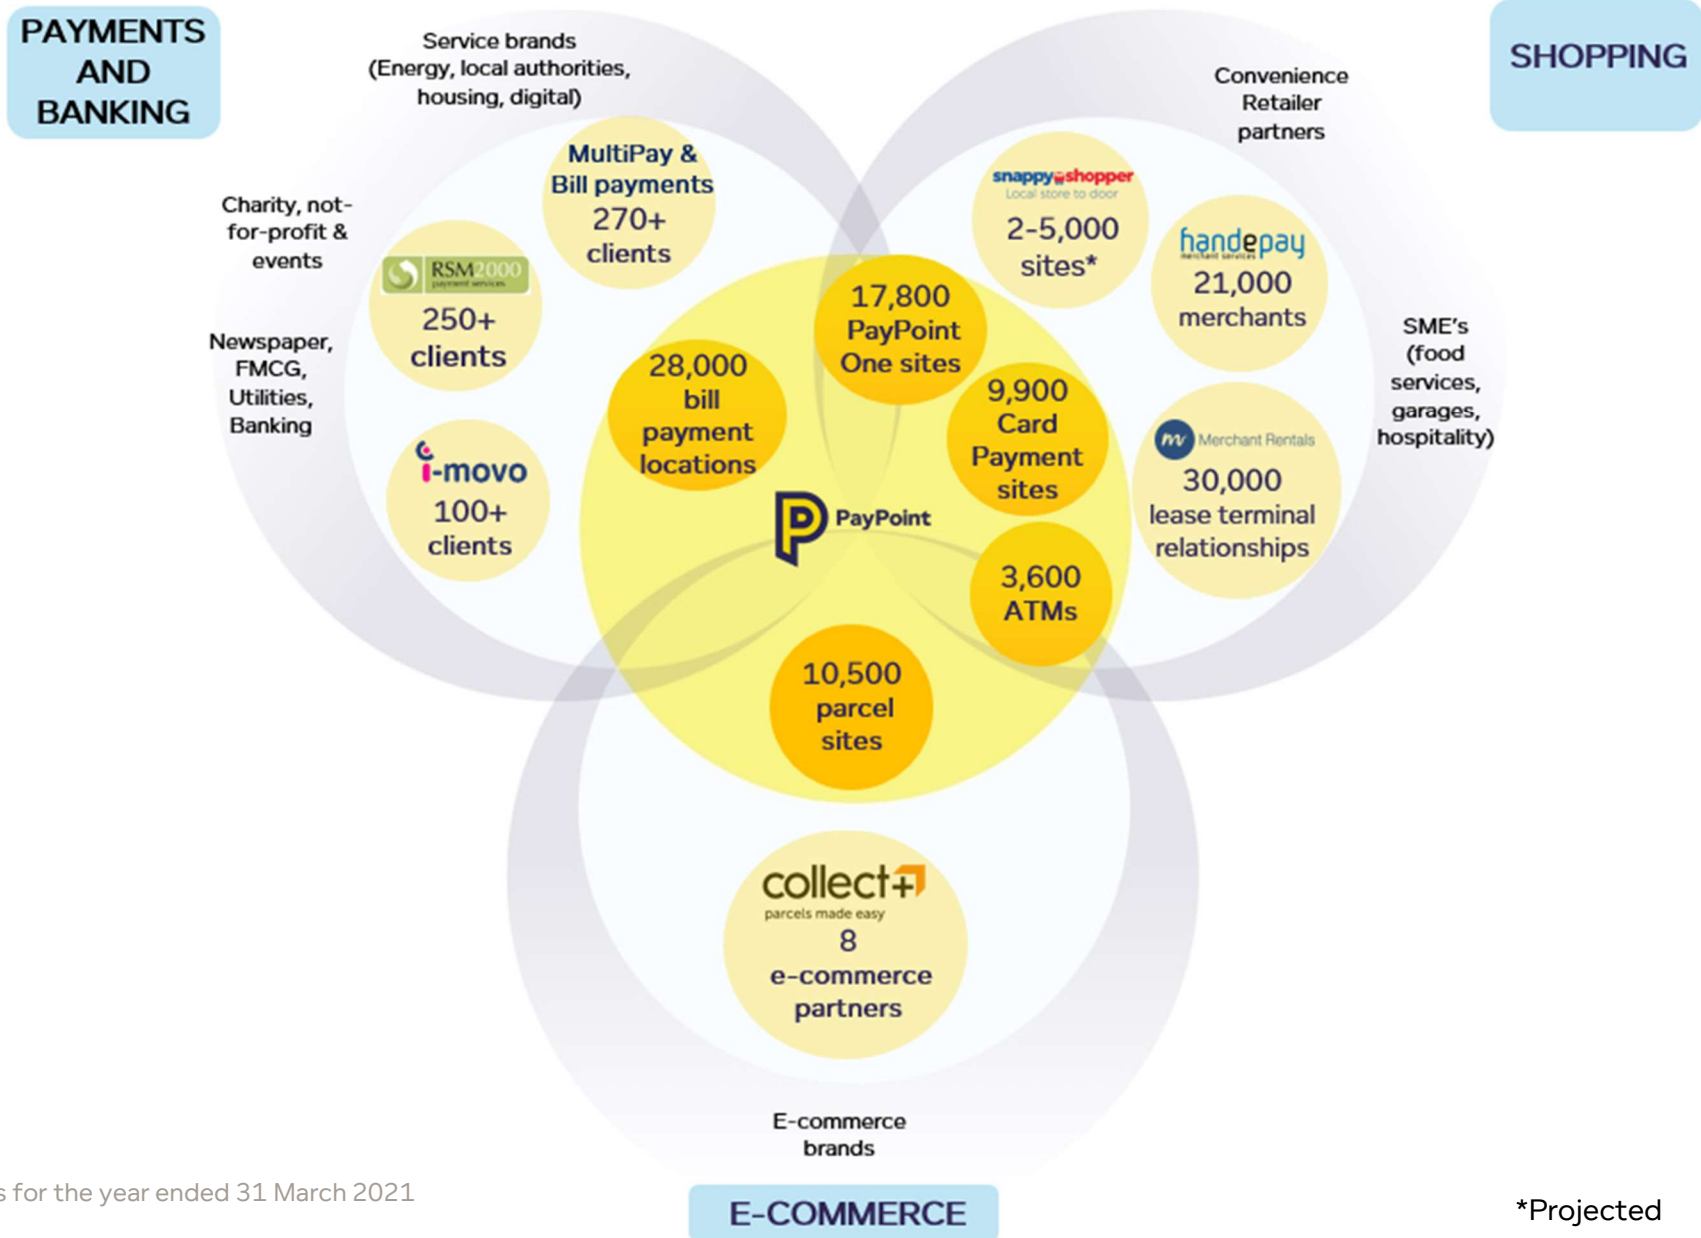 PAYMENTS
AND
BANKING
SHOPPING
Service brands
(Energy, local authorities,
housing, digital)
Convenience
Retailer
partners
Charity, not-
for-profit &
events
Newspaper,
FMCG,
Utilities,
Banking
SME's
(food
services,
garages,
hospitality)
MultiPay &
Bill payments
270+
clients
RSM2000
payment services
250+
clients
i-movo
100+
clients
snappy shopper
Local store to door
2-5,000
sites*
handepay
merchant services
21,000
merchants
m Merchant Rentals
30,000
lease terminal
relationships
28,000
bill
payment
locations
17,800
PayPoint
One sites
9,900
Card
Payment
sites
PayPoint
3,600
ATMs
10,500
parcel
sites
collect+
parcels made easy
8
e-commerce
partners
E-commerce
brands
s for the year ended 31 March 2021
E-COMMERCE
*Projected